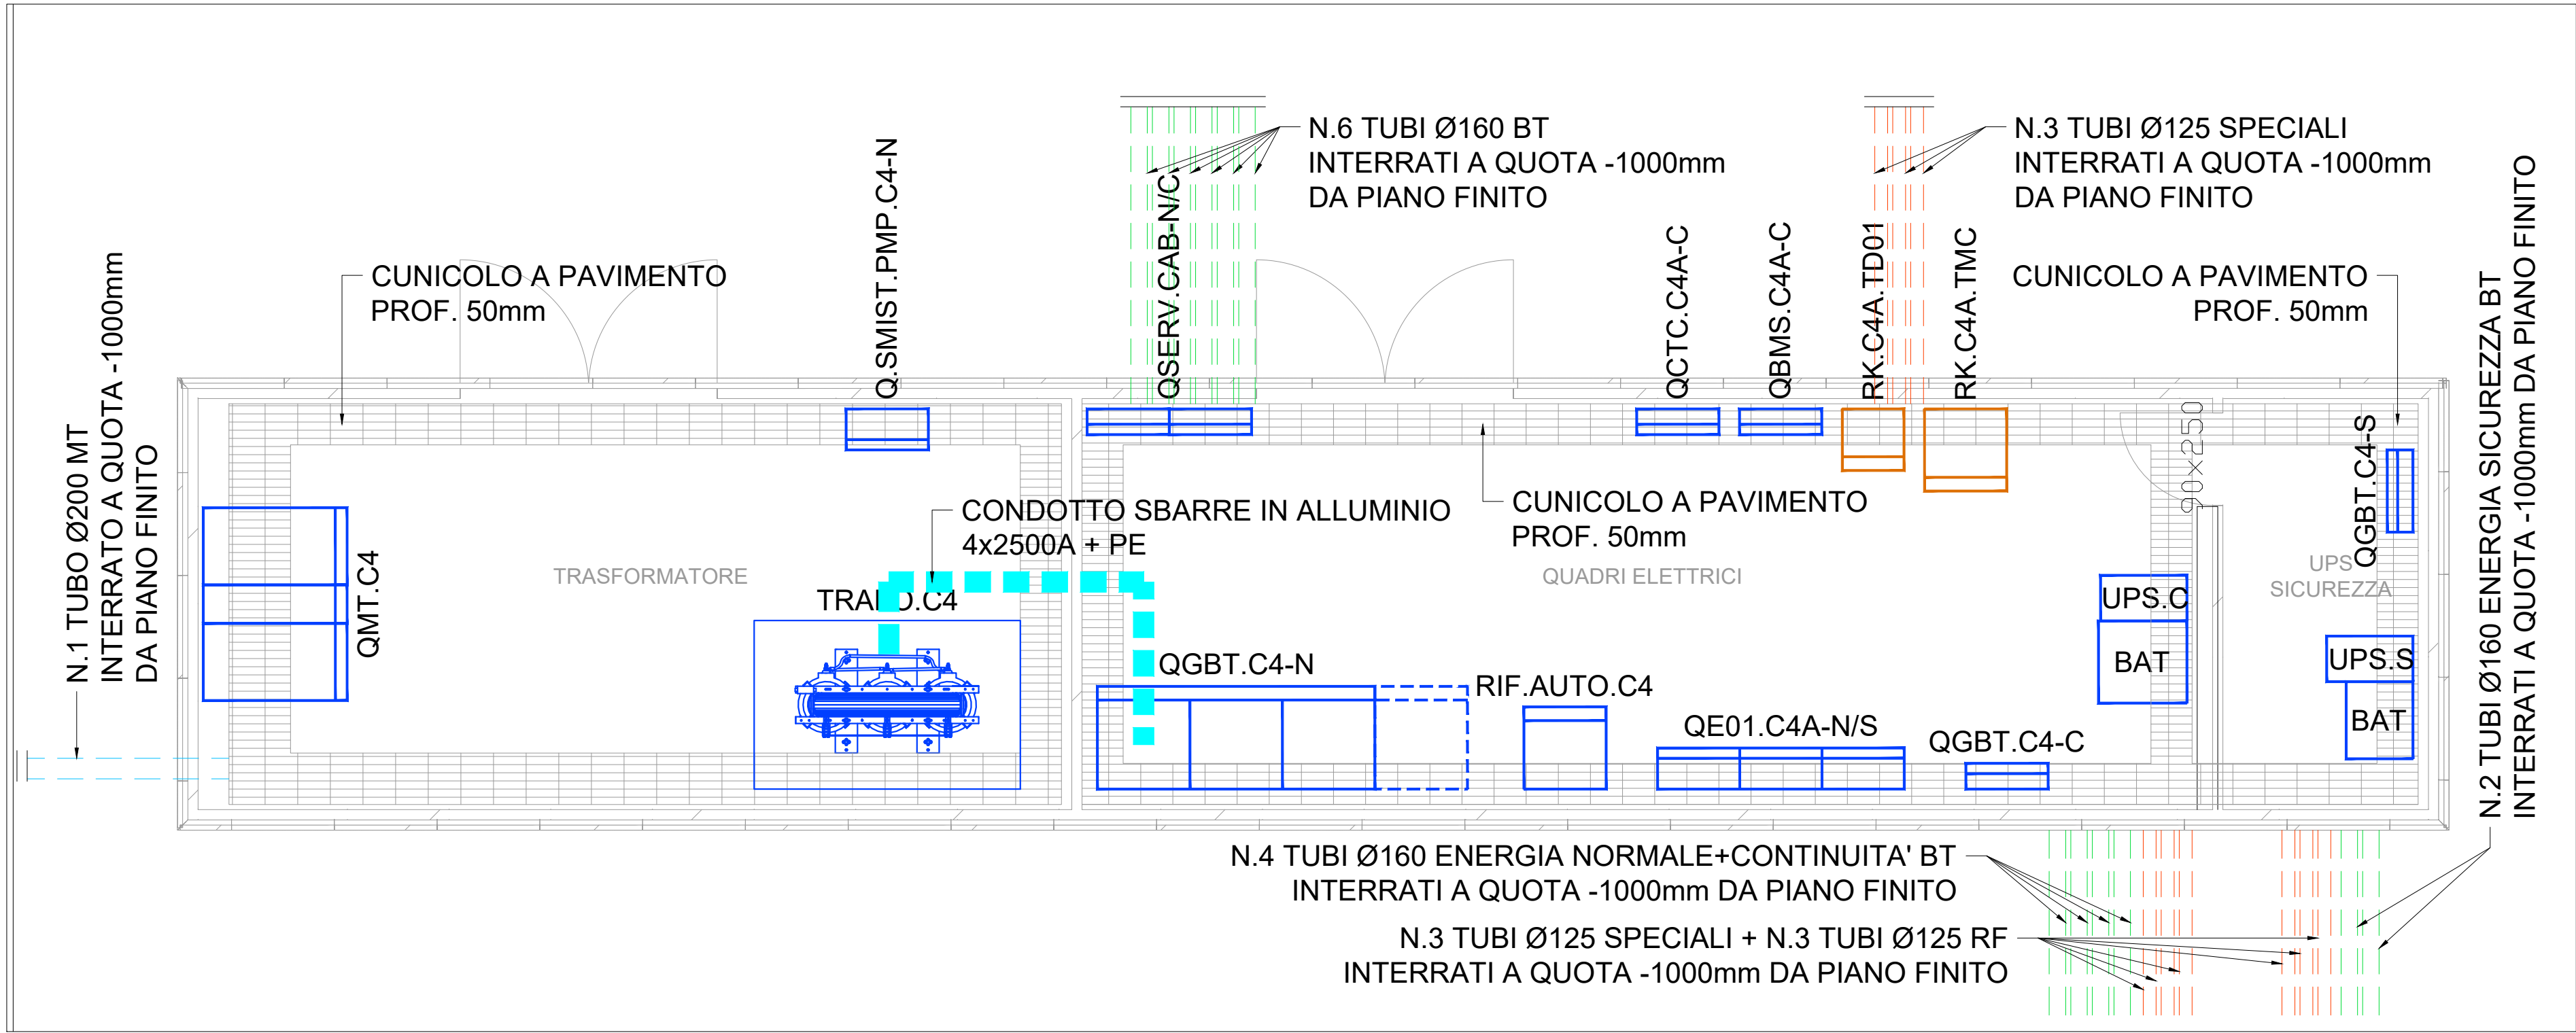 N.6 TUBI Ø160 BT
INTERRATI A QUOTA -1000mm
DA PIANO FINITO
N.3 TUBI Ø125 SPECIALI
INTERRATI A QUOTA -1000mm
DA PIANO FINITO
Q.SMIST.PMP.C4-N
QSERV.CAB-N/C
QCTC.C4A-C
QBMS.C4A-C
RK.C4A.TD01
RK.C4A.TMC
CUNICOLO A PAVIMENTO
PROF. 50mm
CUNICOLO A PAVIMENTO
PROF. 50mm
N.1 TUBO Ø200 MT
INTERRATO A QUOTA -1000mm
DA PIANO FINITO
N.2 TUBI Ø160 ENERGIA SICUREZZA BT
INTERRATI A QUOTA -1000mm DA PIANO FINITO
90x250
QGBT.C4-S
CONDOTTO SBARRE IN ALLUMINIO
4x2500A + PE
CUNICOLO A PAVIMENTO
PROF. 50mm
QMT.C4
TRASFORMATORE
QUADRI ELETTRICI
UPS
SICUREZZA
UPS.C
BAT
UPS.S
BAT
QGBT.C4-N
RIF.AUTO.C4
QE01.C4A-N/S
QGBT.C4-C
N.4 TUBI Ø160 ENERGIA NORMALE+CONTINUITA' BT
INTERRATI A QUOTA -1000mm DA PIANO FINITO
N.3 TUBI Ø125 SPECIALI + N.3 TUBI Ø125 RF
INTERRATI A QUOTA -1000mm DA PIANO FINITO